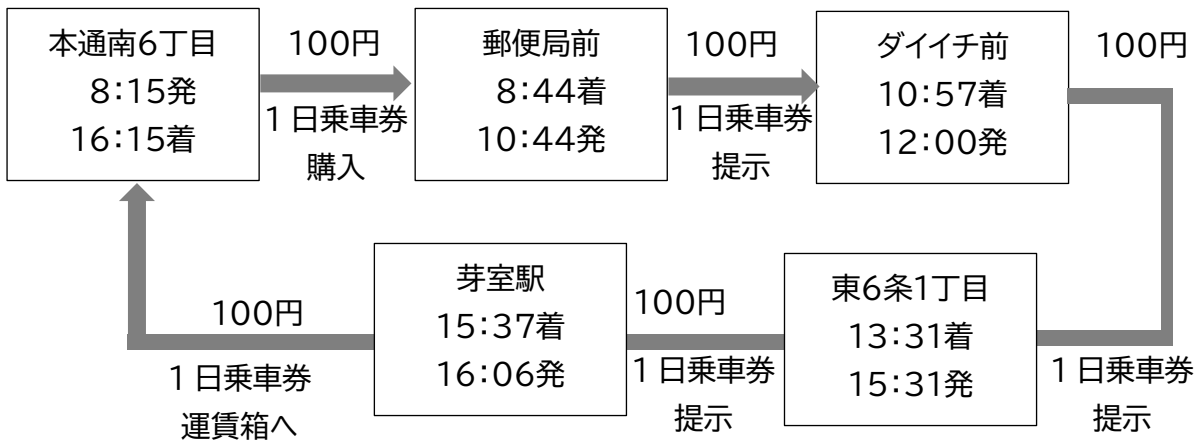 本通南6丁目
8:15発
16:15着
100円
1日乗車券
購入
郵便局前
8:44着
10:44発
100円
1日乗車券
提示
ダイイチ前
10:57着
12:00発
100円
1日乗車券
提示
東6条1丁目
13:31着
15:31発
100円
1日乗車券
提示
芽室駅
15:37着
16:06発
100円
1日乗車券
運賃箱へ